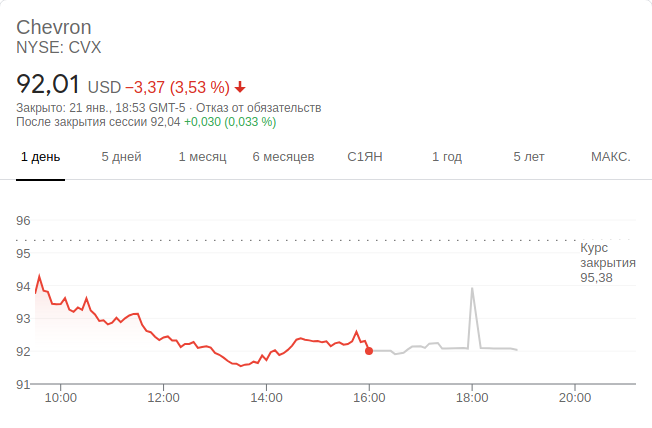 Chevron
NYSE: CVX
92,01 USD −3,37 (3,53 %)
Закрыто: 21 янв., 18:53 GMT-5 · Отказ от обязательств
После закрытия сессии 92,04 +0,030 (0,033 %)
1 день 5 дней 1 месяц 6 месяцев С1ЯН 1 год 5 лет МАКС.
96
95
94
93
92
91
Курс
закрытия
95,38
10:00 12:00 14:00 16:00 18:00 20:00